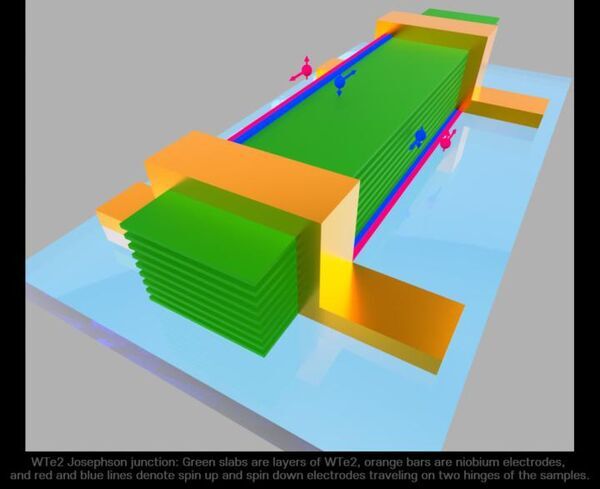 WTe2 Josephson junction: Green slabs are layers of WTe2, orange bars are niobium electrodes,
and red and blue lines denote spin up and spin down electrodes traveling on two hinges of the samples.